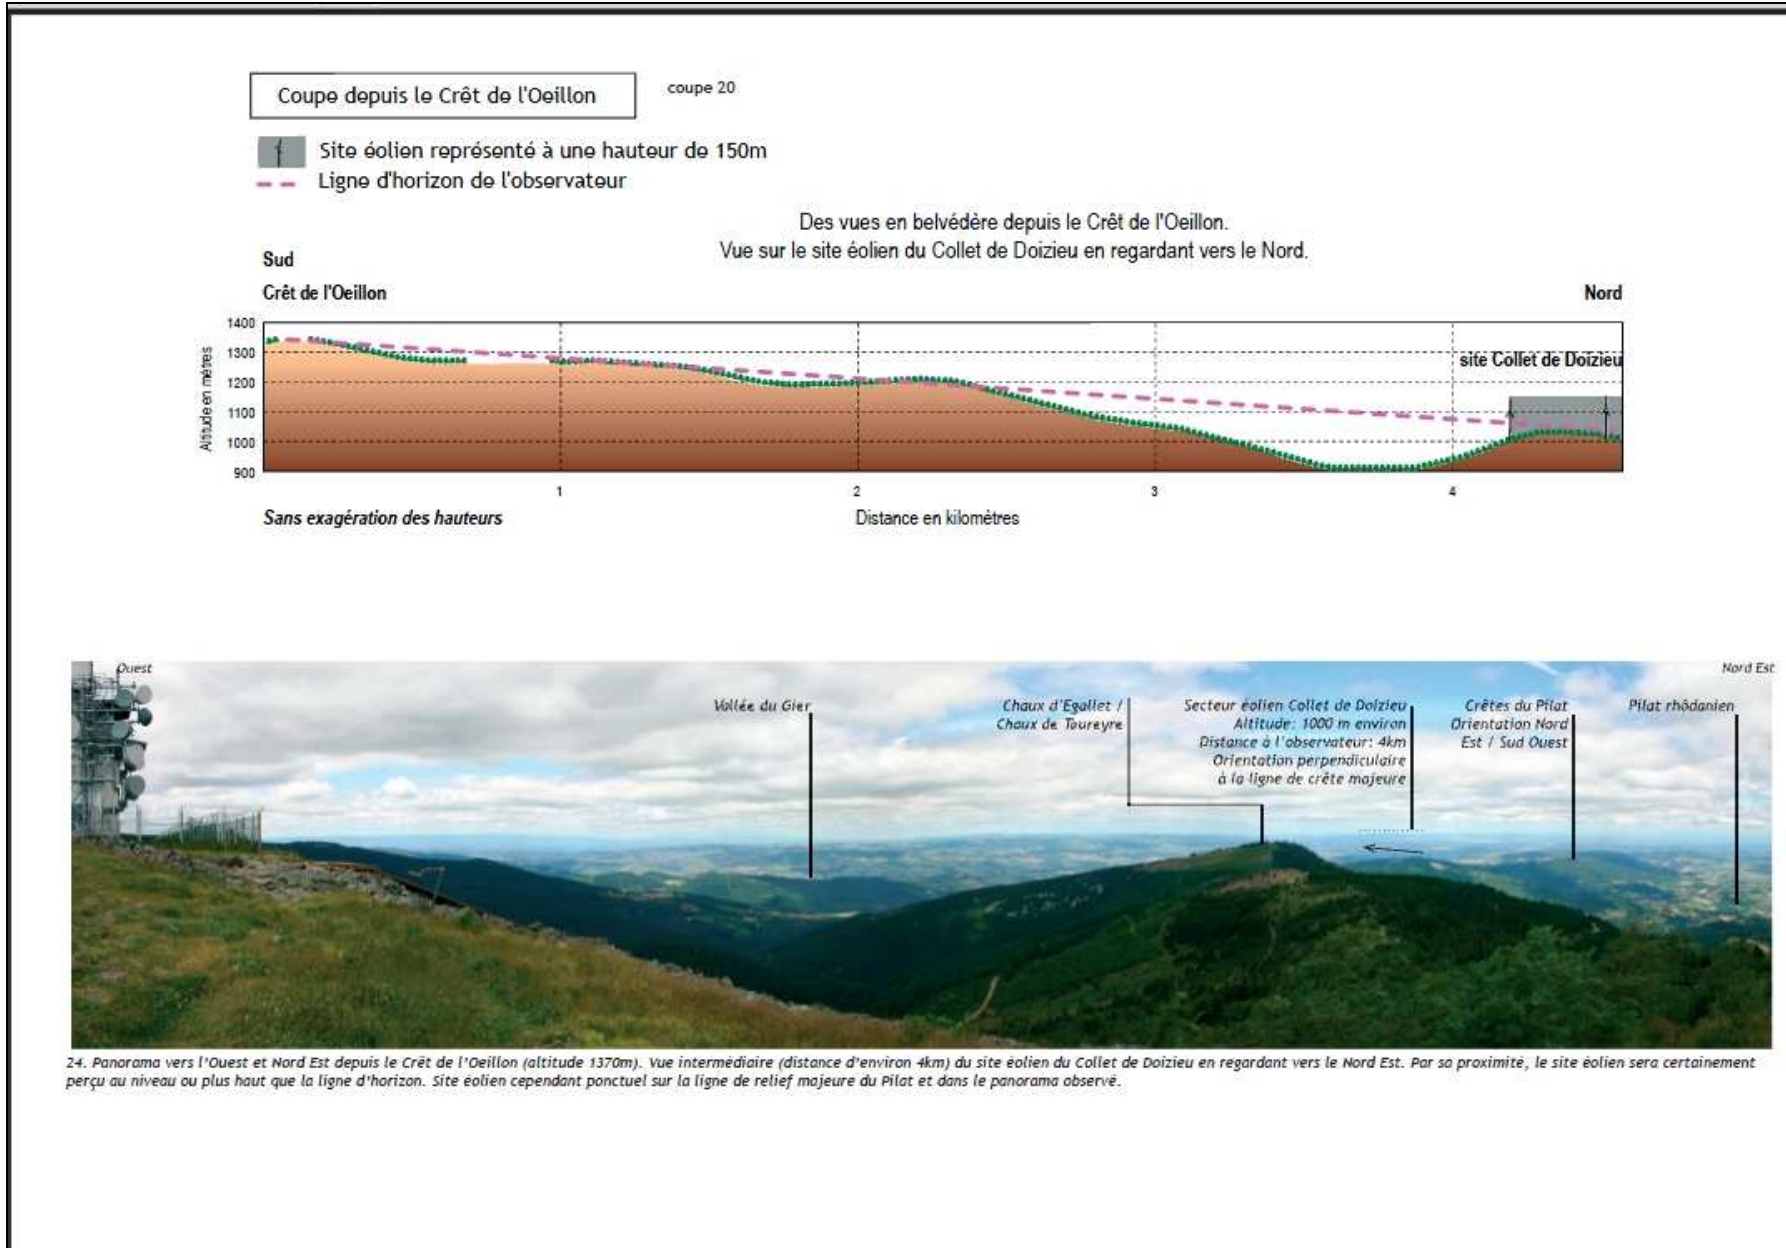 Coupe depuis le Crêt de l'Oeillon
coupe 20
Site éolien représenté à une hauteur de 150m
Ligne d'horizon de l'observateur
Des vues en belvédère depuis le Crêt de l'Oeillon.
Vue sur le site éolien du Collet de Doizieu en regardant vers le Nord.
Sud
Crêt de l'Oeillon
Nord
1400
1300
1200
1100
1000
900
Altitude en mètres
site Collet de Doizieu
1
2
3
4
Sans exagération des hauteurs
Distance en kilomètres
Ouest
Nord Est
Vallée du Gier
Chaux d'Egallet /
Chaux de Toureyre
Secteur éolien Collet de Doizieu
Altitude: 1000 m environ
Distance à l'observateur: 4km
Orientation perpendiculaire
à la ligne de crête majeure
Crêtes du Pilat
Orientation Nord
Est / Sud Ouest
Pilat rhôdanien
24. Panorama vers l'Ouest et Nord Est depuis le Crêt de l'Oeillon (altitude 1370m). Vue intermédiaire (distance d'environ 4km) du site éolien du Collet de Doizieu en regardant vers le Nord Est. Par sa proximité, le site éolien sera certainement
perçu au niveau ou plus haut que la ligne d'horizon. Site éolien cependant ponctuel sur la ligne de relief majeure du Pilat et dans le panorama observé.